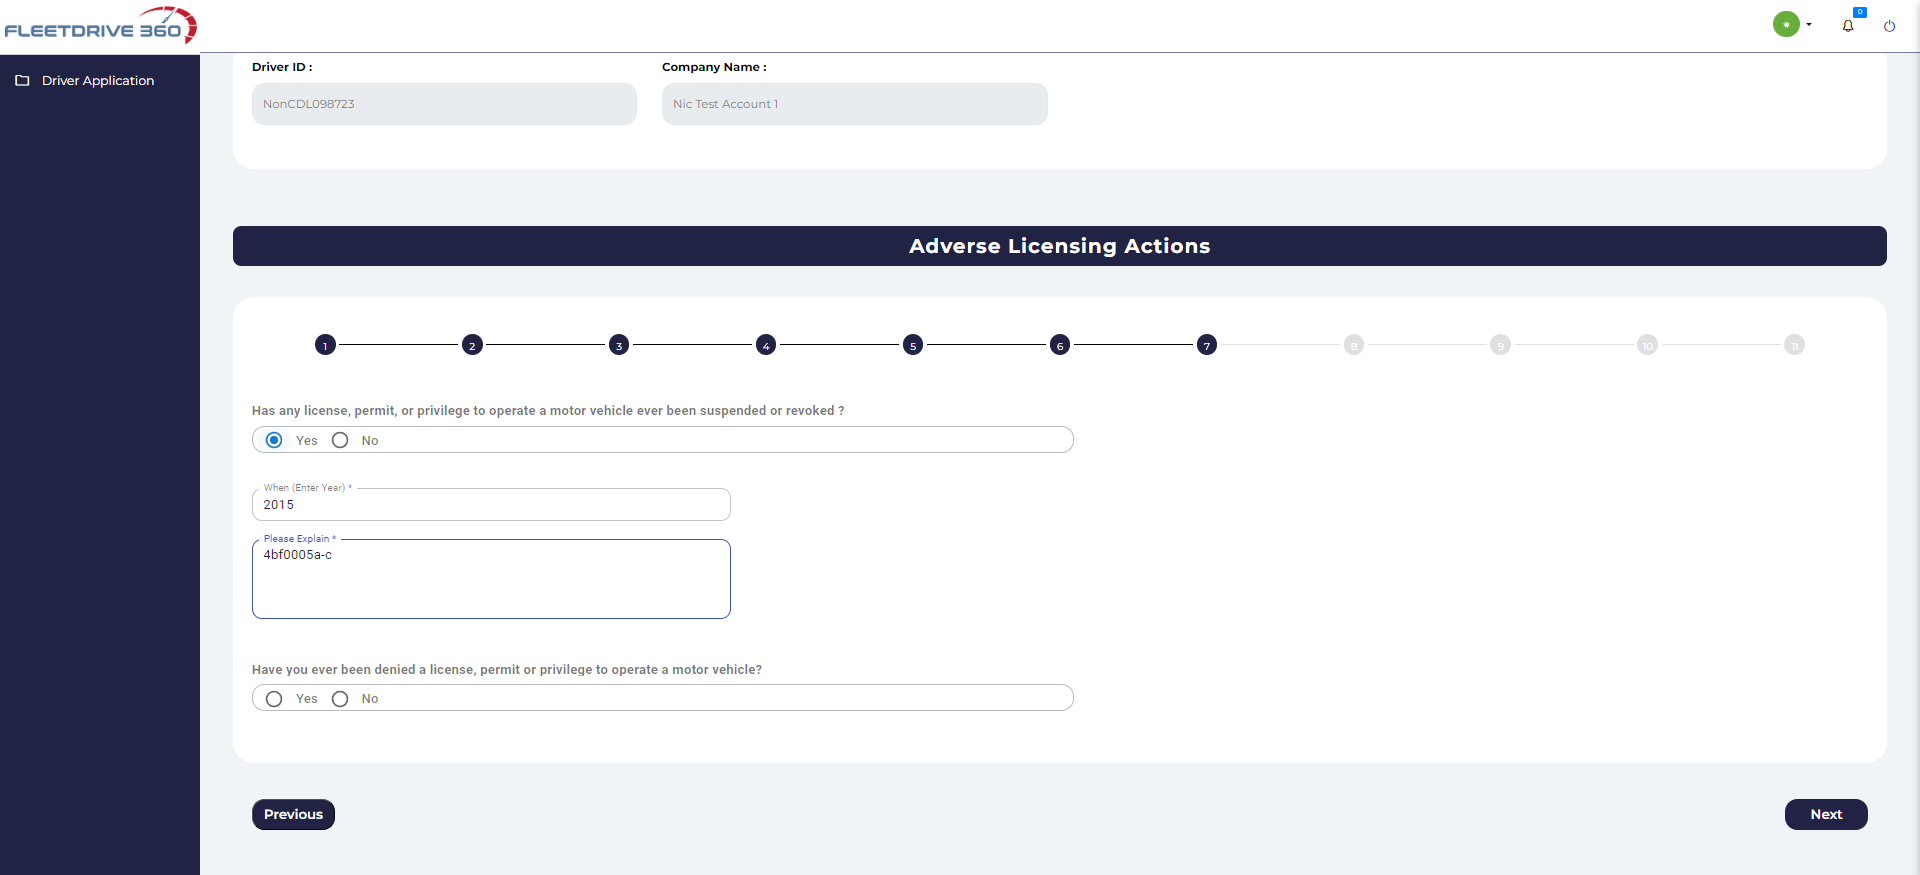 FLEETDRIVE 360
0
Driver Application
Driver ID :
Company Name :
NonCDL098723
Nic Test Account 1
Adverse Licensing Actions
1 2 3 4 5 6 7 8 9 10 11
Has any license, permit, or privilege to operate a motor vehicle ever been suspended or revoked ?
Yes No
When (Enter Year) *
2015
Please Explain *
4bf0005a-c
Have you ever been denied a license, permit or privilege to operate a motor vehicle?
Yes No
Previous
Next